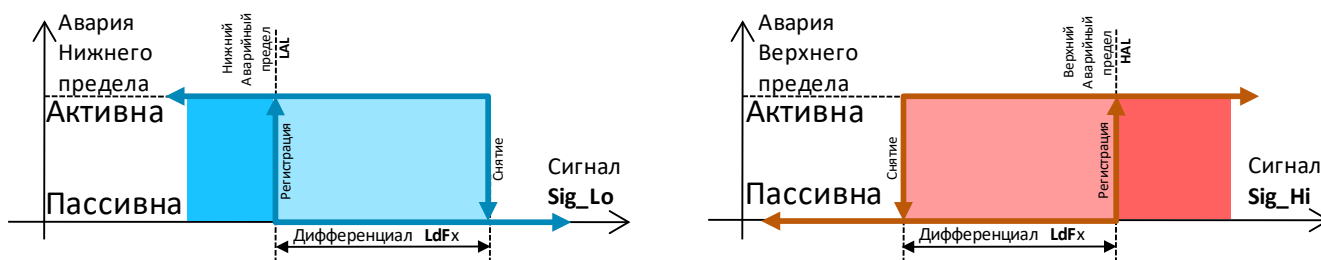 Авария
Нижнего
предела
Активна
Пассивна
Нижний
Аварийный
предел
LAL
Регистрация
Снятие
Сигнал
Sig_Lo
Дифференциал LdFx
Авария
Верхнего
предела
Активна
Пассивна
Верхний
Аварийный
предел
HAL
Снятие
Регистрация
Сигнал
Sig_Hi
Дифференциал LdFx